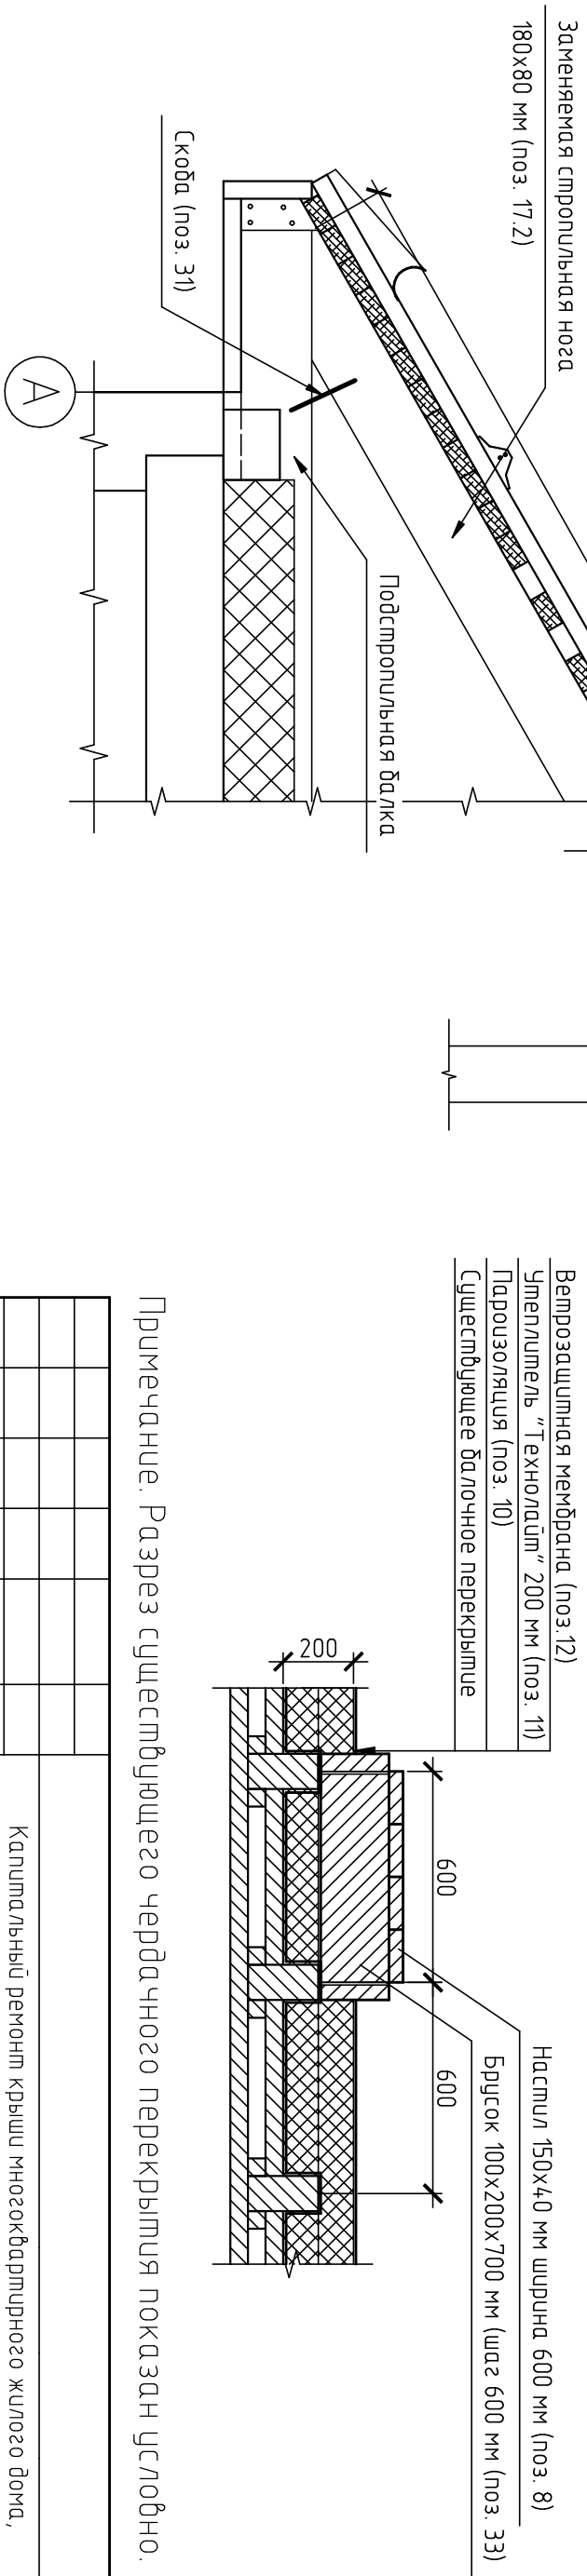 Заменяемая стропильная нога
180х80 мм (поз. 17.2)
Скоба (поз. 31)
А
Подстропильная балка
Ветрозащитная мембрана (поз.12)
Утеплитель "Технолайт" 200 мм (поз. 11)
Пароизоляция (поз. 10)
Существующее балочное перекрытие
200
600
600
Настил 150х40 мм ширина 600 мм (поз. 8)
Брусок 100х200х700 мм (шаг 600 мм (поз. 33)
Примечание. Разрез существующего чердачного перекрытия показан условно.
Капитальный ремонт крыши многоквартирного жилого дома,